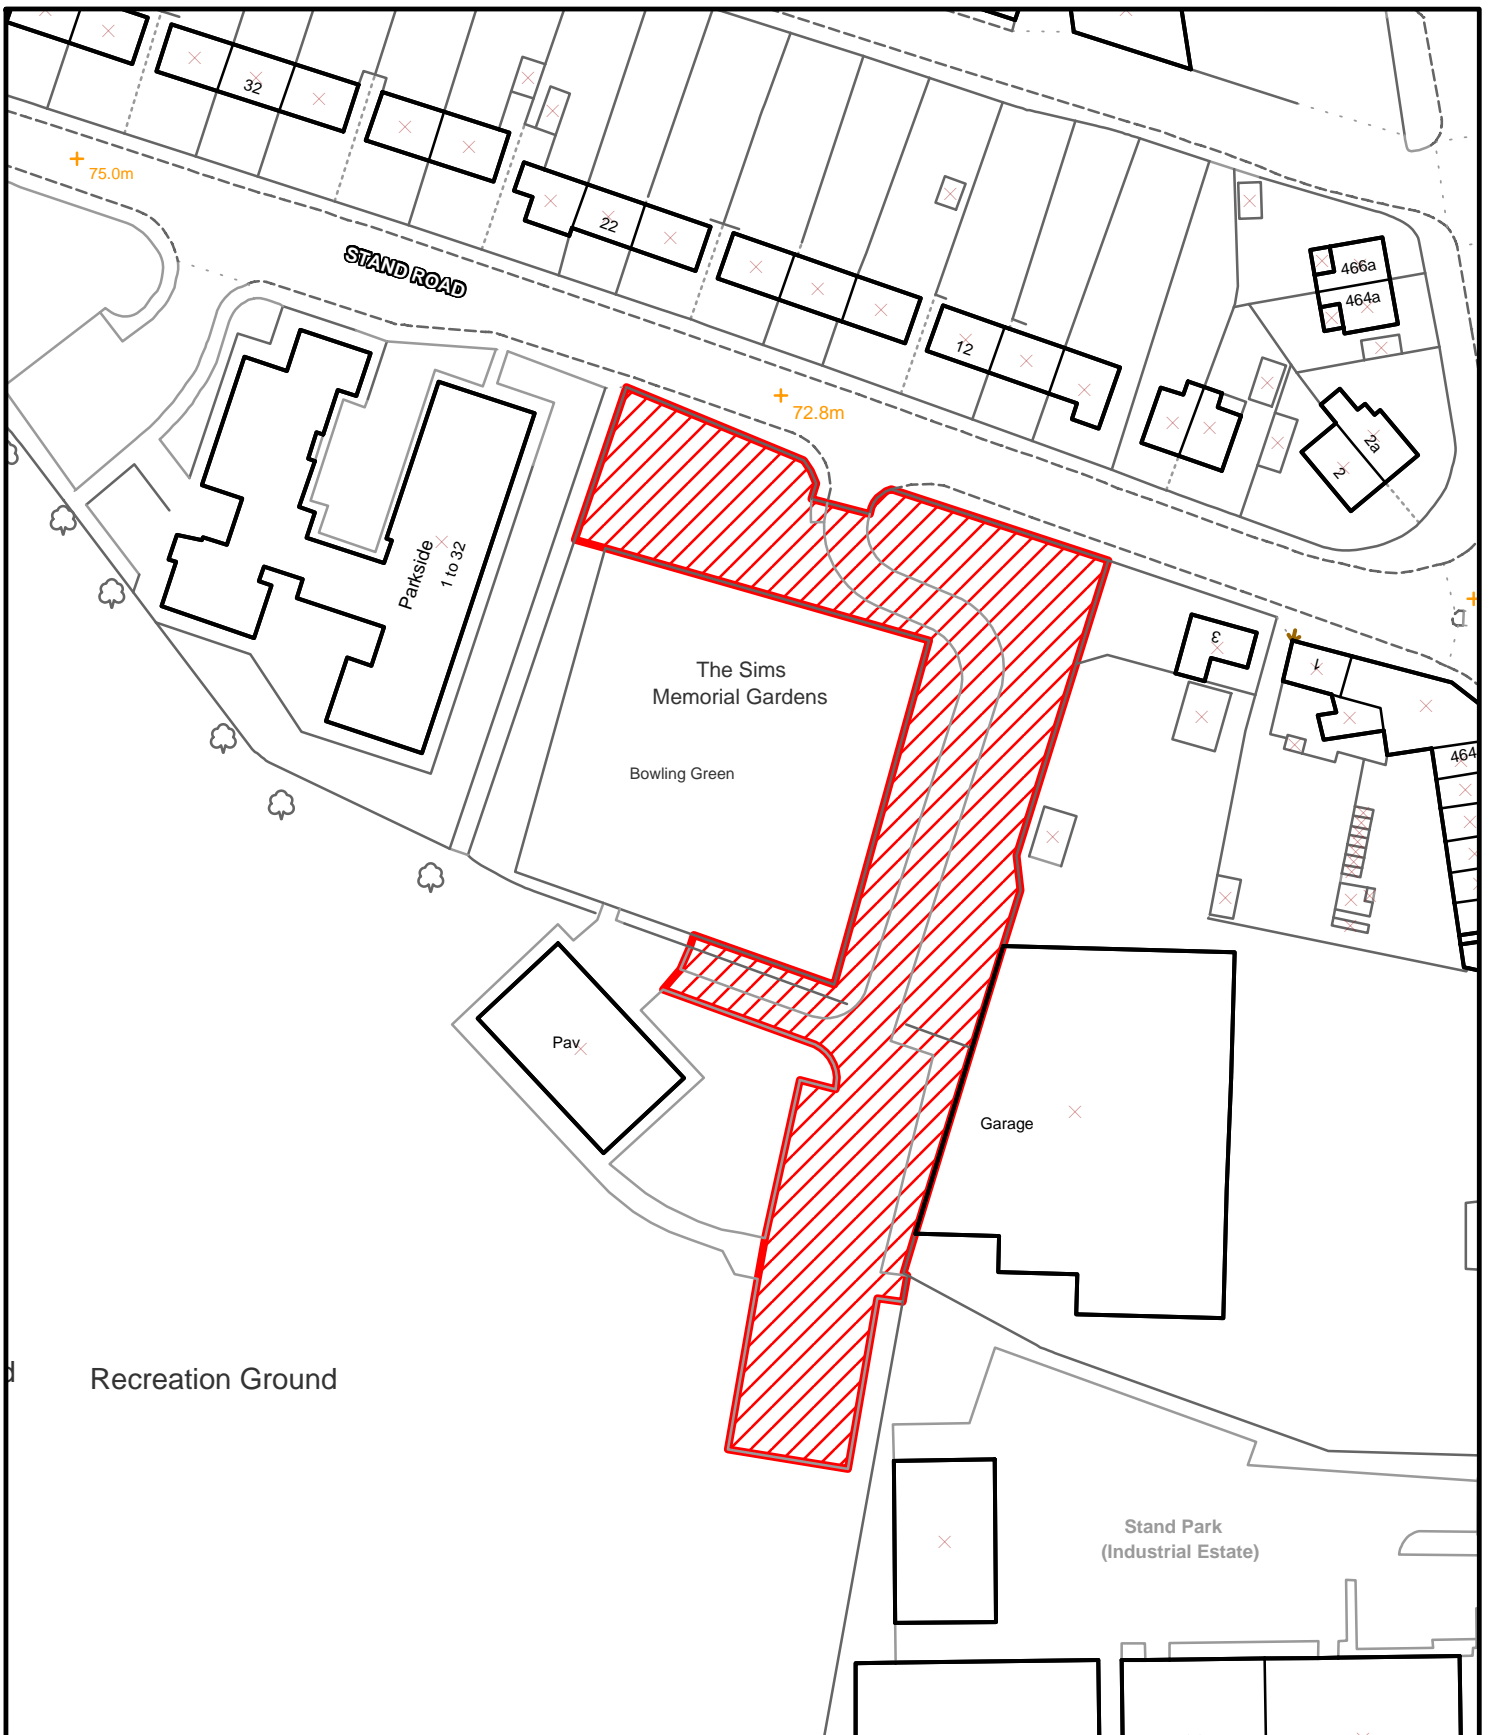 32
75.0m
STAND ROAD
22
466a
464a
12
72.8m
2a
2
Parkside
1 to 32
3
1
The Sims
Memorial Gardens
464
Bowling Green
Pav
Garage
d
Recreation Ground
Stand Park
(Industrial Estate)